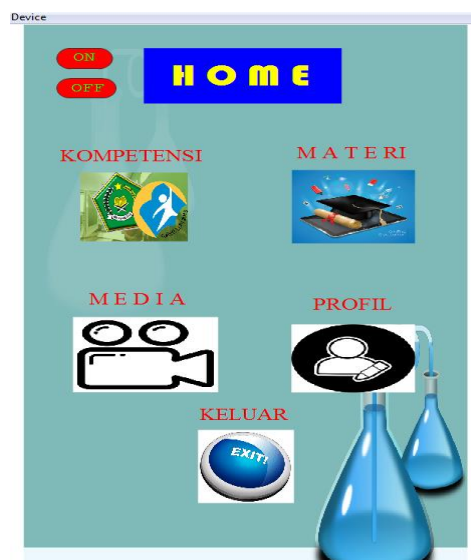 Device
ON
OFF
HOME
KOMPETENSI
MATERI
MEDIA
PROFIL
KELUAR
EXIT!